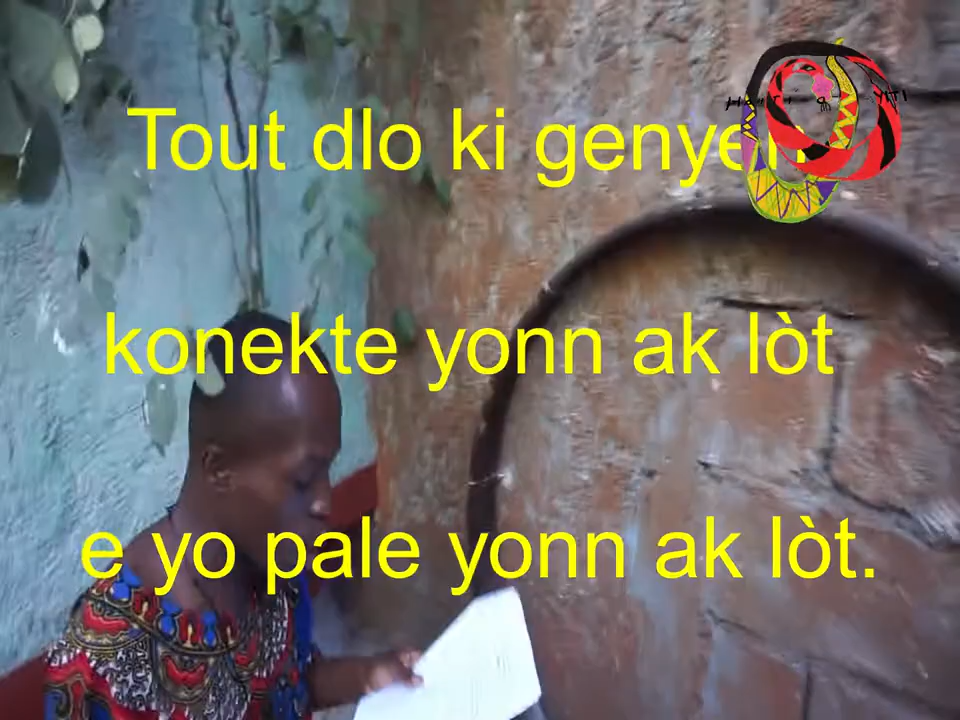 Tout dlo ki genyen
konekte yonn ak lòt
e yo pale yonn ak lòt.